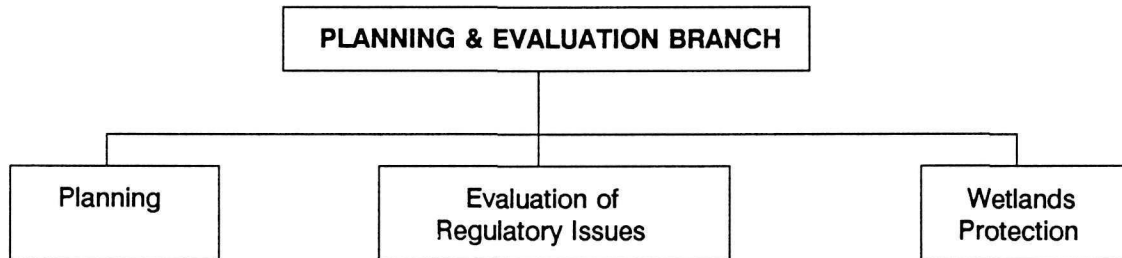 PLANNING & EVALUATION BRANCH
Planning
Evaluation of
Regulatory Issues
Wetlands
Protection